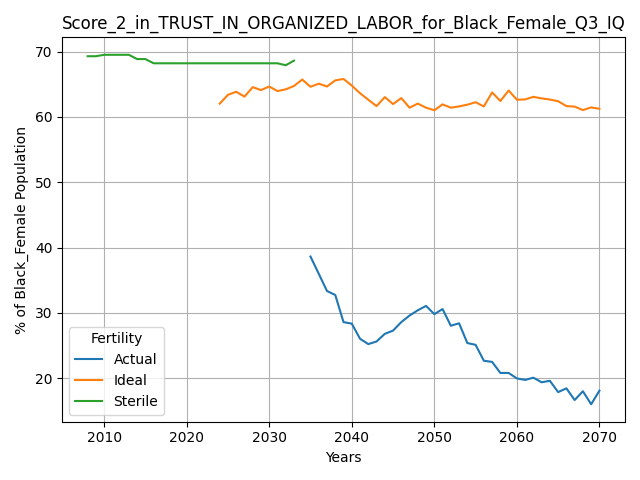 Score_2_in_TRUST_IN_ORGANIZED_LABOR_for_Black_Female_Q3_IQ
% of Black_Female Population
70
60
50
40
30
20
Fertility
Actual
Ideal
Sterile
2010 2020 2030 2040 2050 2060 2070
Years